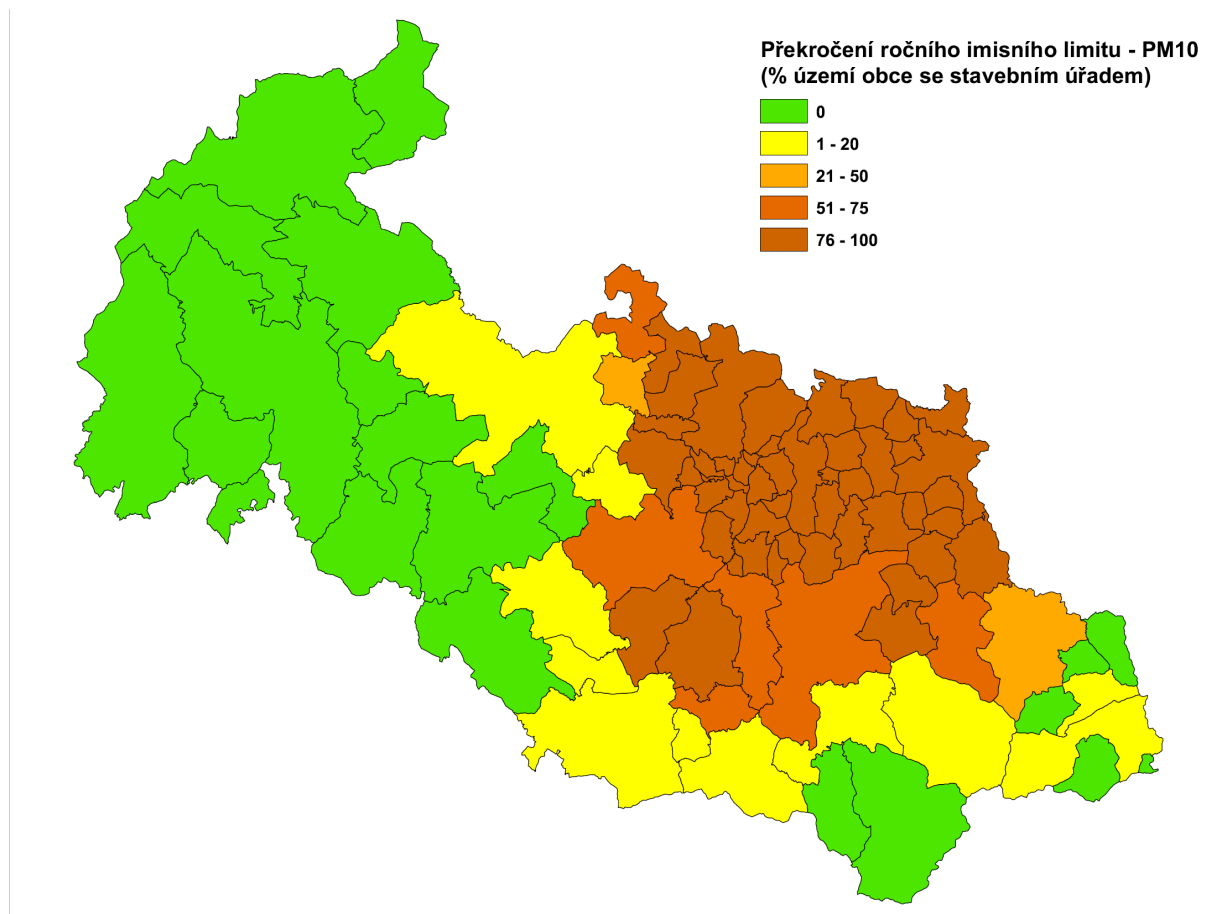 Překročení ročního imisního limitu - PM10
(% území obce se stavebním úřadem)
0
1 - 20
21 - 50
51 - 75
76 - 100